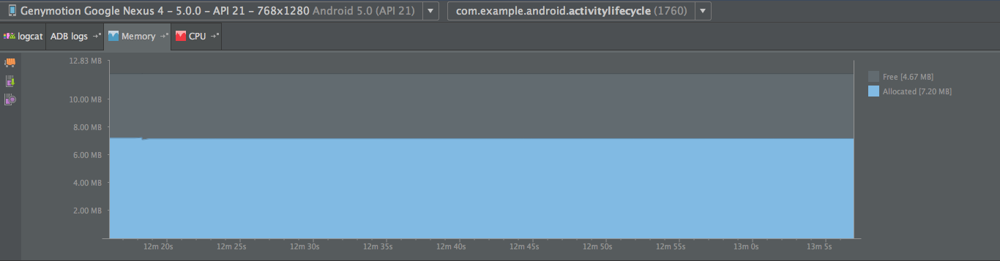 Genymotion Google Nexus 4 – 5.0.0 – API 21 – 768x1280 Android 5.0 (API 21)
com.example.android.activitylifecycle (1760)
logcat
ADB logs
Memory
CPU
12.83 MB
10.00 MB
8.00 MB
6.00 MB
4.00 MB
2.00 MB
Free [4.67 MB]
Allocated [7.20 MB]
12m 20s 12m 25s 12m 30s 12m 35s 12m 40s 12m 45s 12m 50s 12m 55s 13m 0s 13m 5s